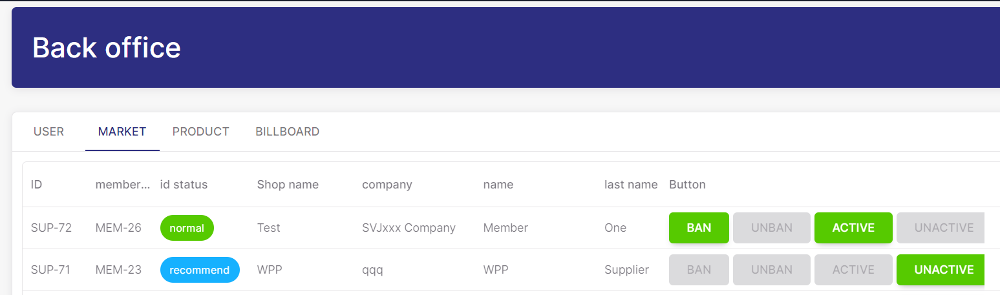 Back office
USER MARKET PRODUCT BILLBOARD
ID member... id status Shop name company name last name Button
SUP-72 MEM-26 normal Test SVJxxx Company Member One BAN UNBAN ACTIVE UNACTIVE
SUP-71 MEM-23 recommend WPP qqq WPP Supplier BAN UNBAN ACTIVE UNACTIVE